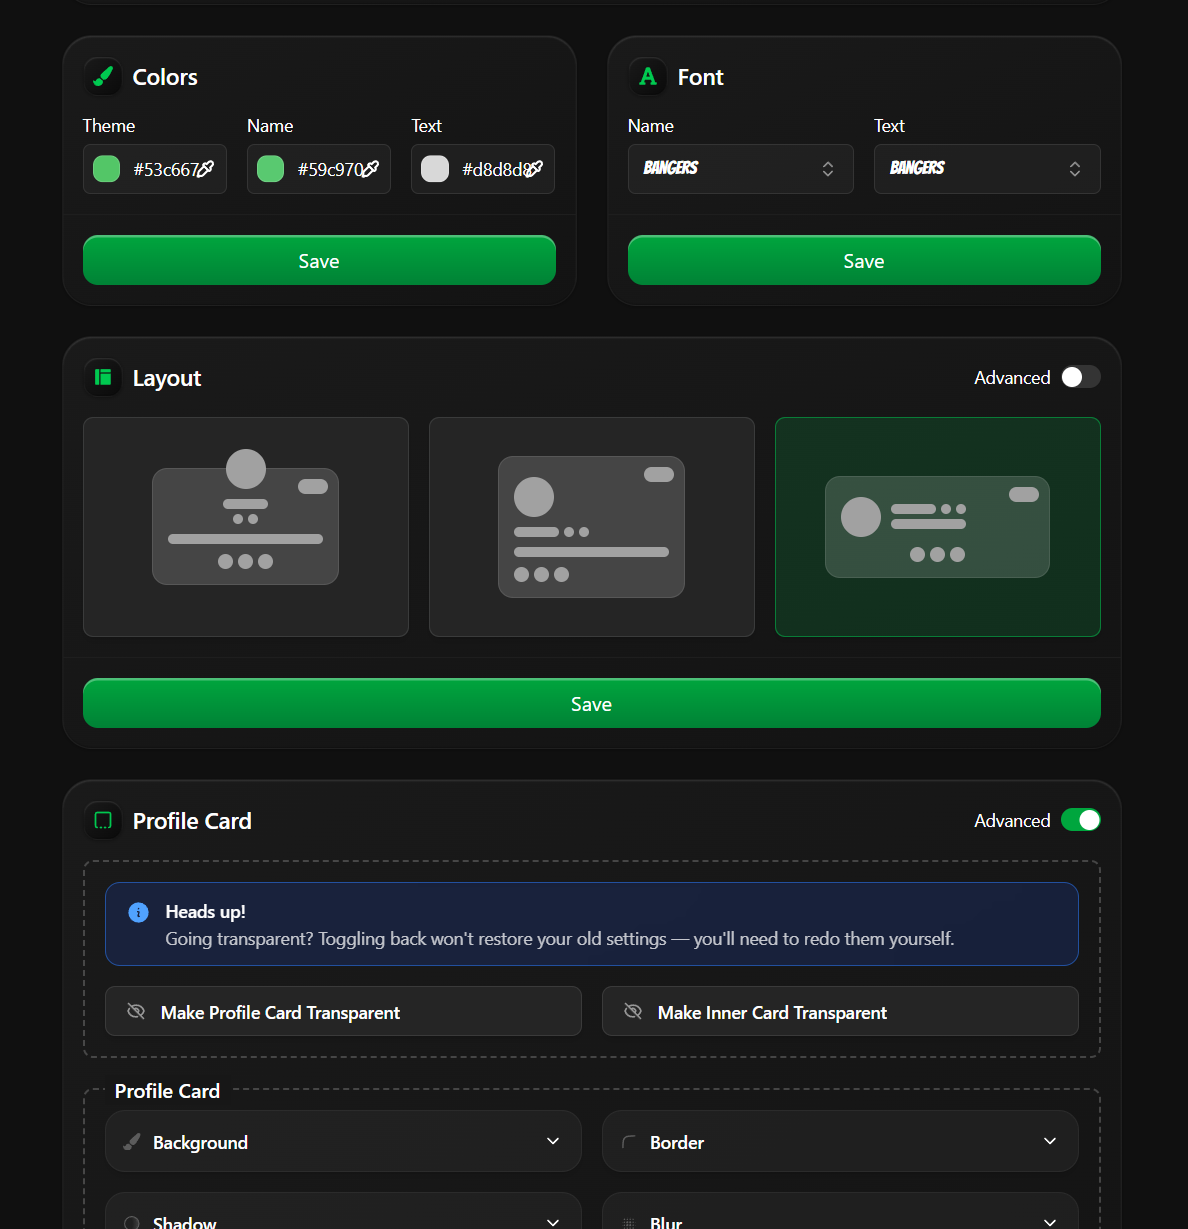 Colors
Font
Theme
Name
Text
Name
Text
#53c667
#59c970
#d8d8d8
BANGERS
BANGERS
Save
Save
Layout
Advanced
Save
Profile Card
Advanced
Heads up!
Going transparent? Toggling back won't restore your old settings — you'll need to redo them yourself.
Make Profile Card Transparent
Make Inner Card Transparent
Profile Card
Background
Border
Shadow
Blur